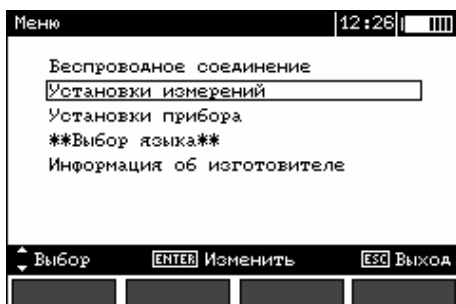 Меню 12:26
Беспроводное соединение
Установки измерений
Установки прибора
**Выбор языка**
Информация об изготовителе
Выбор ENTER Изменить ESC Выход